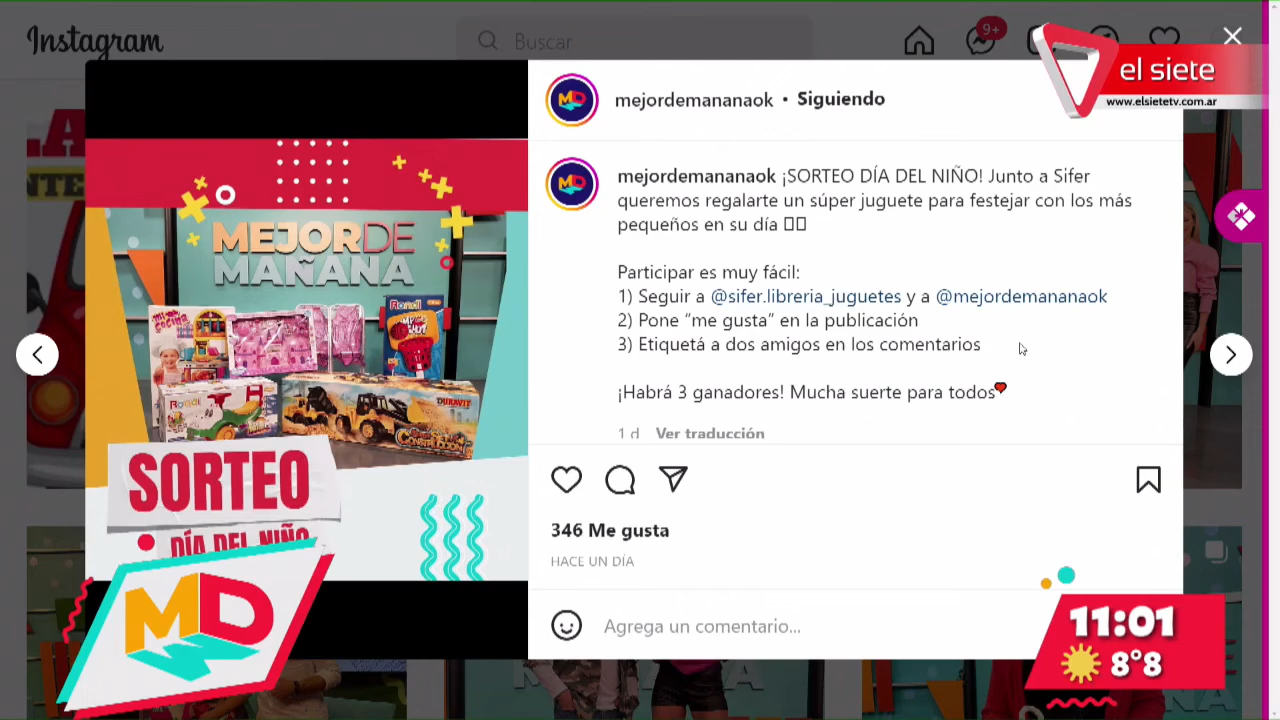 Instagram
Buscar
9+
el siete
www.elsietetv.com.ar
mejordemananaok • Siguiendo
mejordemananaok ¡SORTEO DÍA DEL NIÑO! Junto a Sifer
queremos regalarte un súper juguete para festejar con los más
pequeños en su día
Participar es muy fácil:
1) Seguir a @sifer.libreria_juguetes y a @mejordemananaok
2) Pone “me gusta” en la publicación
3) Etiquetá a dos amigos en los comentarios
¡Habrá 3 ganadores! Mucha suerte para todos
1 d Ver traducción
346 Me gusta
HACE UN DÍA
Agrega un comentario...
MEJOR DE
MAÑANA
Rondi
DURAVIT
CONSTRUCCION
SORTEO
DÍA DEL NIÑO
MD
11:01
8°8